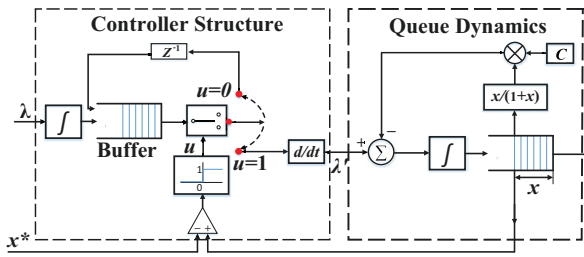 Controller Structure
Queue Dynamics
Z⁻¹
C
u=0
x/(1+x)
λ
∫
Buffer
u
u=1
d/dt
λ'
+
−
Σ
∫
x
1
0
− +
x*